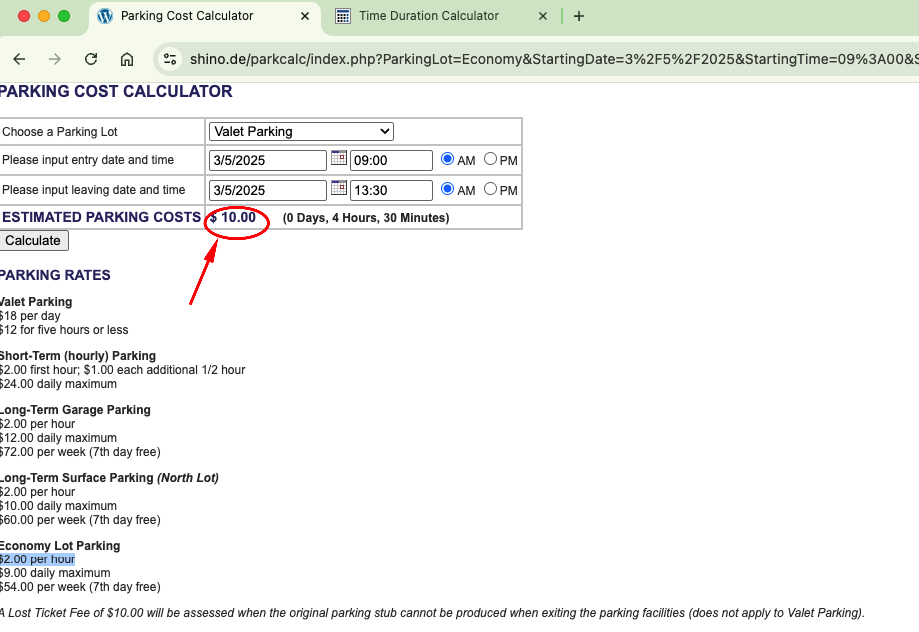 Parking Cost Calculator
Time Duration Calculator
shino.de/parkcalc/index.php?ParkingLot=Economy&StartingDate=3%2F5%2F2025&StartingTime=09%3A00&S
PARKING COST CALCULATOR
Choose a Parking Lot Valet Parking
Please input entry date and time 3/5/2025 09:00 AM PM
Please input leaving date and time 3/5/2025 13:30 AM PM
ESTIMATED PARKING COSTS $ 10.00 (0 Days, 4 Hours, 30 Minutes)
Calculate
PARKING RATES
Valet Parking
$18 per day
$12 for five hours or less
Short-Term (hourly) Parking
$2.00 first hour; $1.00 each additional 1/2 hour
$24.00 daily maximum
Long-Term Garage Parking
$2.00 per hour
$12.00 daily maximum
$72.00 per week (7th day free)
Long-Term Surface Parking (North Lot)
$2.00 per hour
$10.00 daily maximum
$60.00 per week (7th day free)
Economy Lot Parking
$2.00 per hour
$9.00 daily maximum
$54.00 per week (7th day free)
A Lost Ticket Fee of $10.00 will be assessed when the original parking stub cannot be produced when exiting the parking facilities (does not apply to Valet Parking).